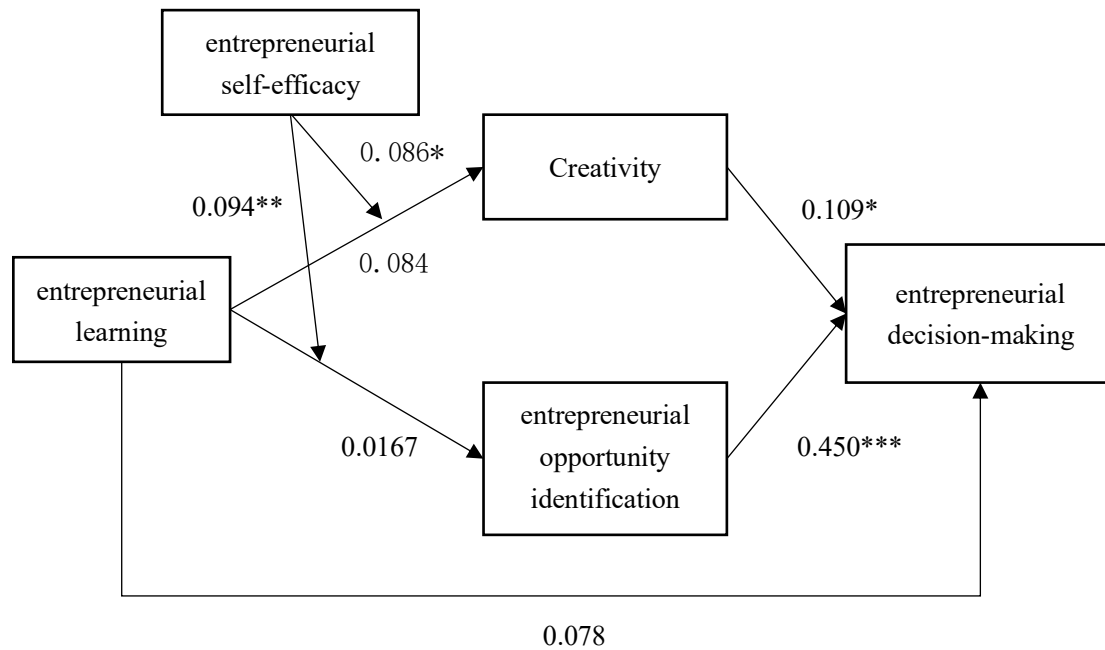 entrepreneurial
self-efficacy
0.086*
Creativity
0.094**
0.109*
0.084
entrepreneurial
learning
entrepreneurial
decision-making
entrepreneurial
opportunity
identification
0.0167
0.450***
0.078